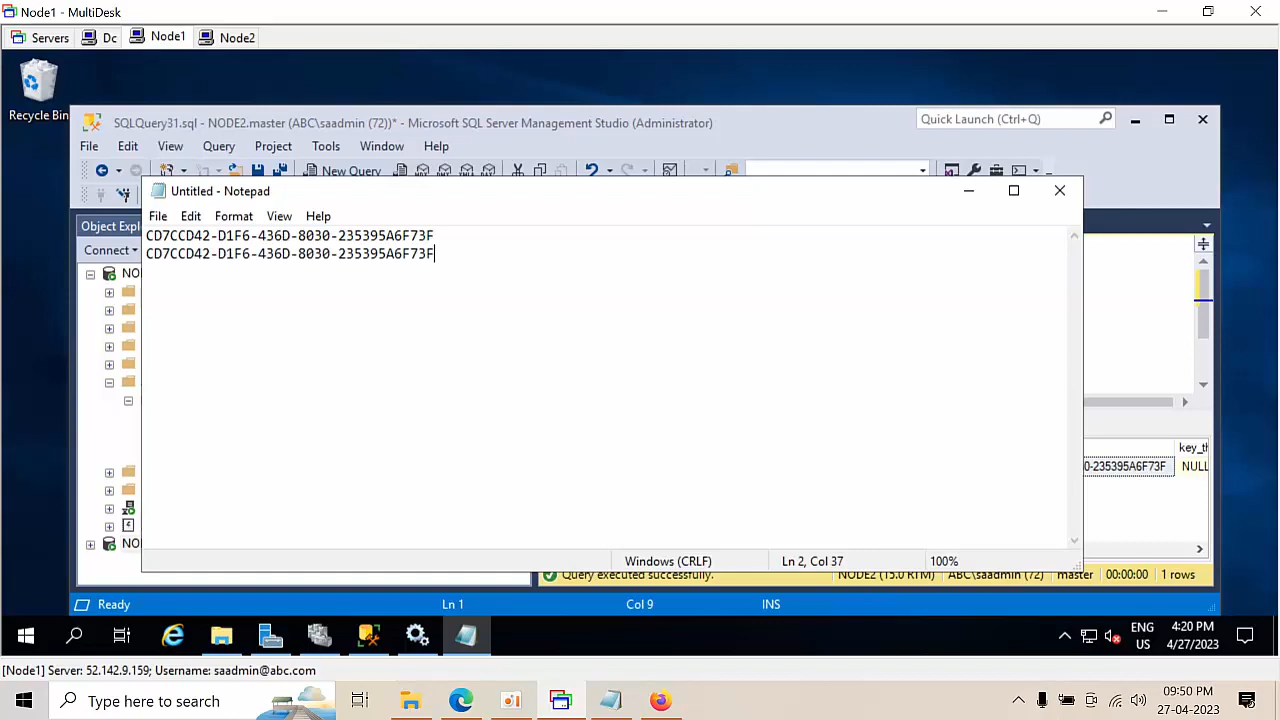 Node1 - MultiDesk
Servers Dc Node1 Node2
Recycle Bin
SQLQuery31.sql - NODE2.master (ABC\saadmin (72))* - Microsoft SQL Server Management Studio (Administrator)
Quick Launch (Ctrl+Q)
File Edit View Query Project Tools Window Help
New Query
Untitled - Notepad
File Edit Format View Help
CD7CCD42-D1F6-436D-8030-235395A6F73F
CD7CCD42-D1F6-436D-8030-235395A6F73F
Object Expl
Connect
NO
NO
key_th
0-235395A6F73F NULL
Windows (CRLF) Ln 2, Col 37 100%
Query executed successfully. NODE2 (15.0 RTM) ABC\saadmin (72) master 00:00:00 1 rows
Ready Ln 1 Col 9 INS
ENG
US
4:20 PM
4/27/2023
[Node1] Server: 52.142.9.159; Username: saadmin@abc.com
Type here to search
09:50 PM
27-04-2023